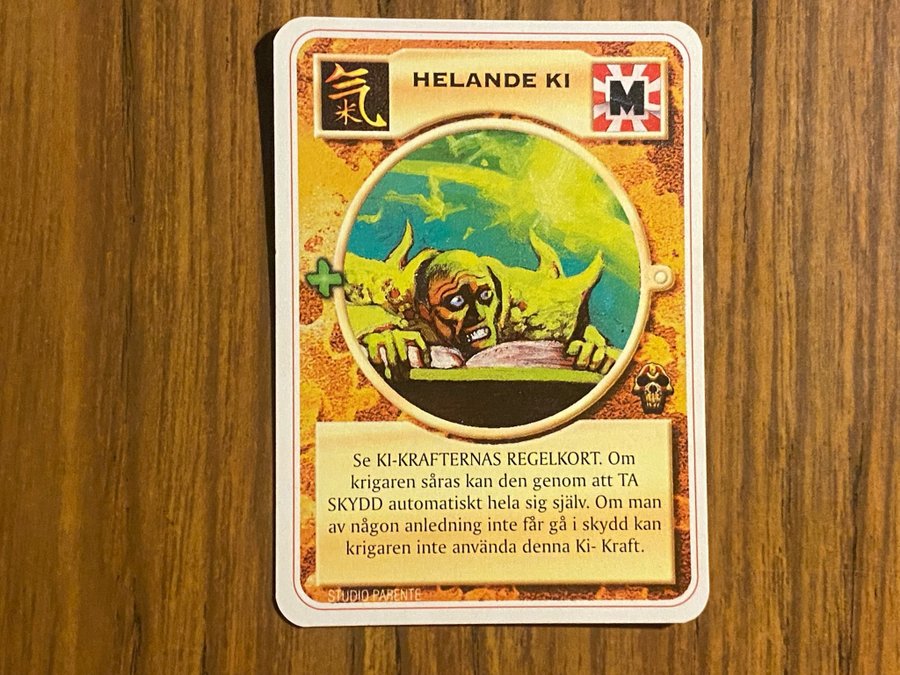 氣
HELANDE KI
M
Se KI-KRAFTERNAS REGELKORT. Om
krigaren såras kan den genom att TA
SKYDD automatiskt hela sig själv. Om man
av någon anledning inte får gå i skydd kan
krigaren inte använda denna Ki- Kraft.
STUDIO PARENTE